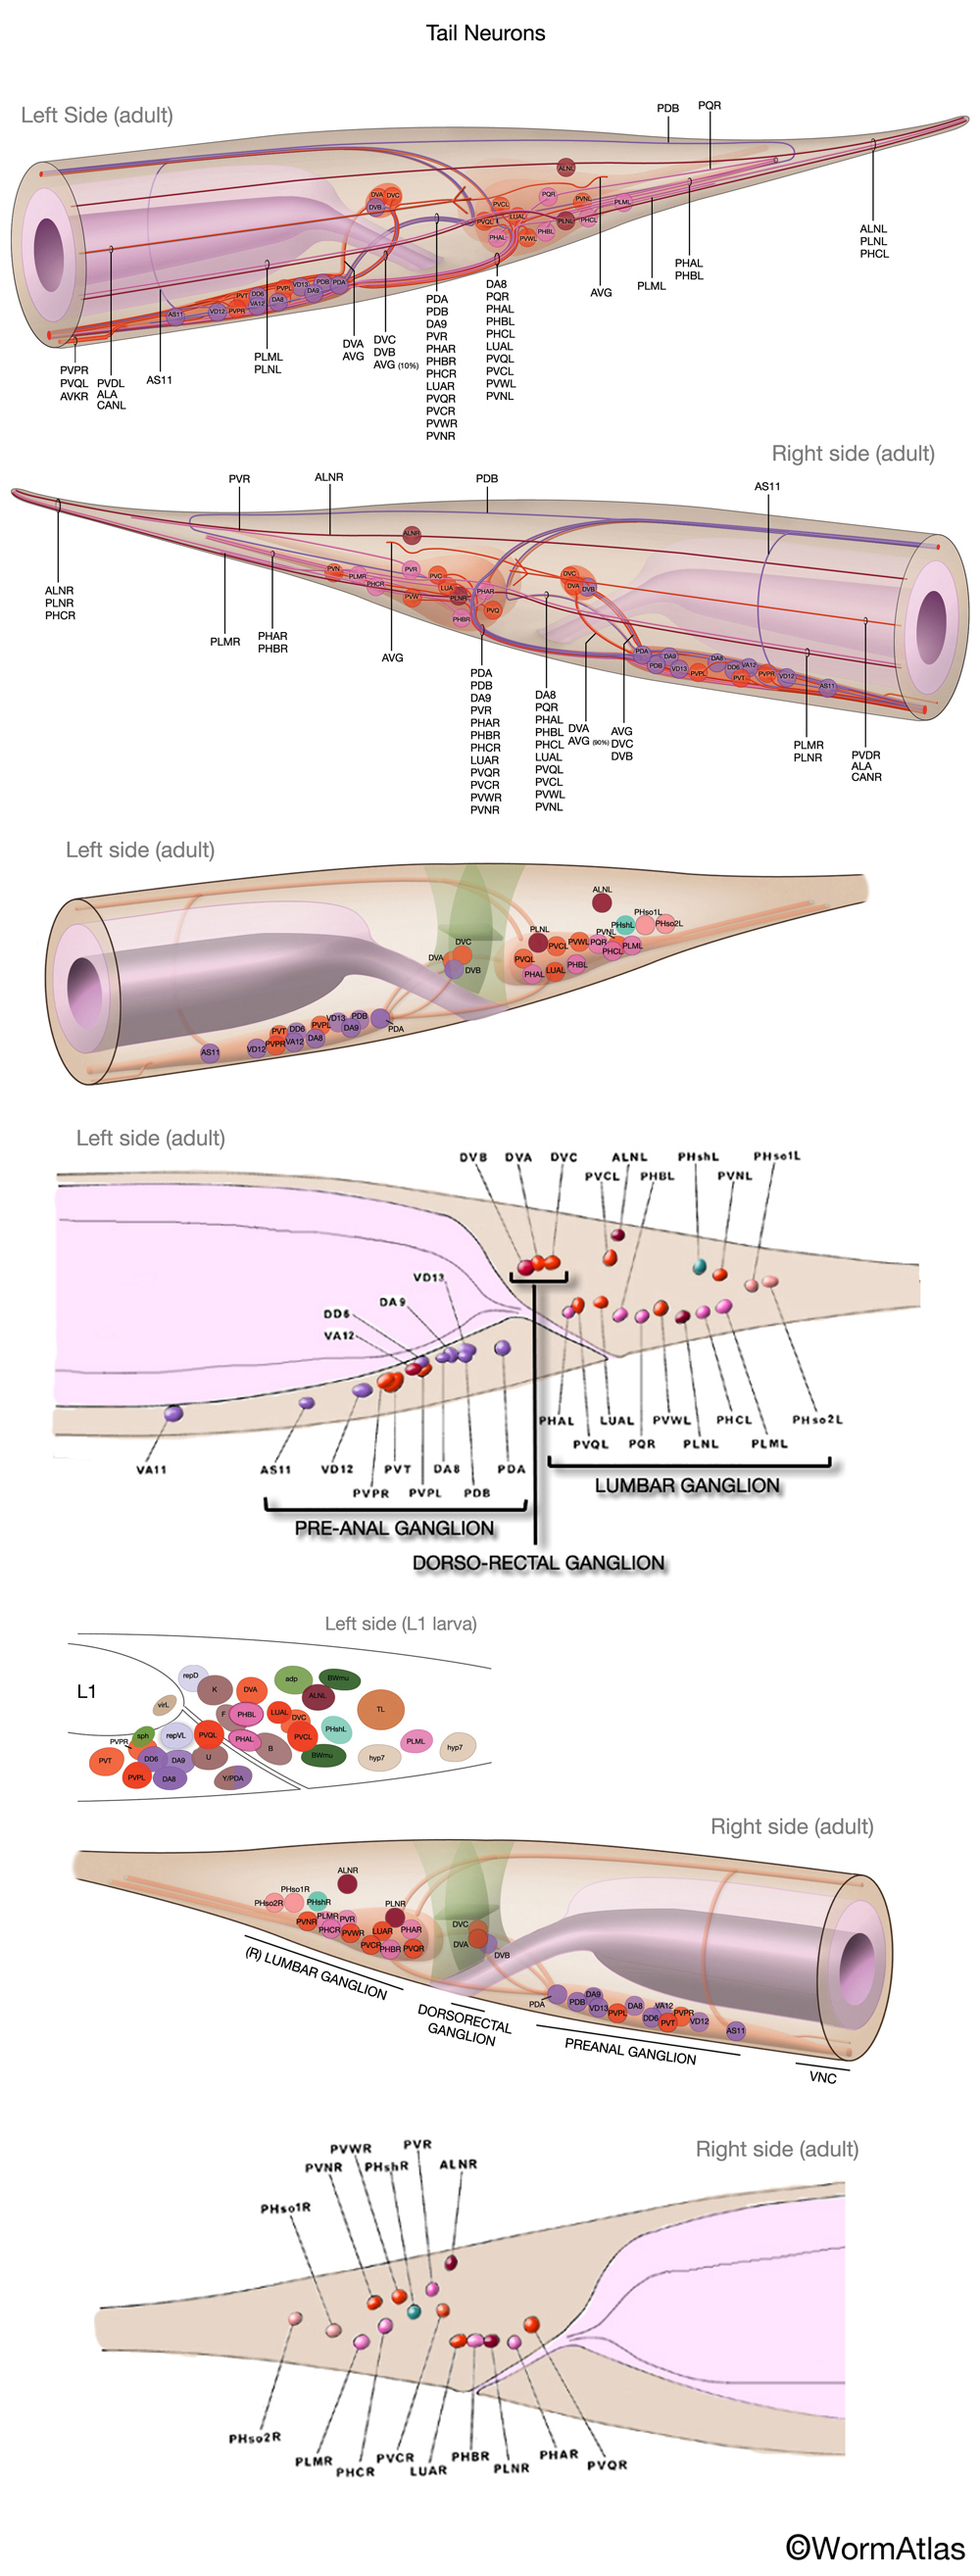 Tail Neurons
Left Side (adult)
PDB
PQR
ALNL
DVA
DVC
DVB
PVCL
PQR
PVNL
PLML
PVQL
LUAL
PLNL
PHCL
PHAL
PVWL
PHBL
AS11
VD12
PVPR
PVT
DD6
VA12
PVPL
DA8
VD13
DA9
PDB
PDA
ALNL
PLNL
PHCL
PHAL
PHBL
PLML
AVG
DA8
PQR
PHAL
PHBL
PHCL
LUAL
PVQL
PVCL
PVWL
PVNL
PDA
PDB
DA9
PVR
PHAR
PHBR
PHCR
LUAR
PVQR
PVCR
PVWR
PVNR
DVC
DVB
AVG (10%)
DVA
AVG
PLML
PLNL
AS11
PVDL
ALA
CANL
PVPR
PVQL
AVKR
Right side (adult)
PVR
ALNR
PDB
AS11
ALNR
PVN
PLMR
PHCR
PVR
PVC
LUA
PVW
PLNR
PHAR
PVQ
PHBR
DVC
DVA
DVB
PDA
PDB
DA9
VD13
PVPL
DA8
DD6
PVT
VA12
PVPR
VD12
AS11
ALNR
PLNR
PHCR
PLMR
PHAR
PHBR
AVG
PDA
PDB
DA9
PVR
PHAR
PHBR
PHCR
LUAR
PVQR
PVCR
PVWR
PVNR
DA8
PQR
PHAL
PHBL
PHCL
LUAL
PVQL
PVCL
PVWL
PVNL
DVA
AVG (90%)
AVG
DVC
DVB
PLMR
PLNR
PVDR
ALA
CANR
Left side (adult)
ALNL
PHso1L
PHshL
PHso2L
PLNL
PVNL
PVCL
PVWL
PQR
PLML
PHCL
PVQL
PHAL
LUAL
PHBL
DVC
DVA
DVB
AS11
VD12
PVT
PVPR
DD6
VA12
PVPL
DA8
VD13
DA9
PDB
PDA
Left side (adult)
DVB DVA DVC ALNL PHshL PHso1L
PVCL PHBL PVNL
VD13
DA9
DD6
VA12
PHAL LUAL PVWL PHCL PHso2L
PVQL PQR PLNL PLML
VA11 AS11 VD12 PVT DA8 PDA
PVPR PVPL PDB
LUMBAR GANGLION
PRE-ANAL GANGLION
DORSO-RECTAL GANGLION
Left side (L1 larva)
L1
repD
K
DVA
adp
BWmu
ALNL
virL
F
PHBL
LUAL
DVC
TL
PHshL
sph
repVL
PVQL
PHAL
PVCL
PLML
hyp7
PVPR
PVT
DD6
DA9
U
B
BWmu
hyp7
PVPL
DA8
Y/PDA
Right side (adult)
ALNR
PHso1R
PHso2R
PHshR
PLNR
PVNR
PLMR
PVR
PHCR
PVWR
LUAR
PHAR
PVCR
PHBR
PVQR
DVC
DVA
DVB
PDA
PDB
DA9
VD13
PVPL
DA8
DD6
VA12
PVT
PVPR
VD12
AS11
(R) LUMBAR GANGLION
DORSORECTAL
GANGLION
PREANAL GANGLION
VNC
Right side (adult)
PVWR PVR
PVNR PHshR ALNR
PHso1R
PHso2R
PLMR PVCR PHBR PHAR
PHCR LUAR PLNR PVQR
©WormAtlas